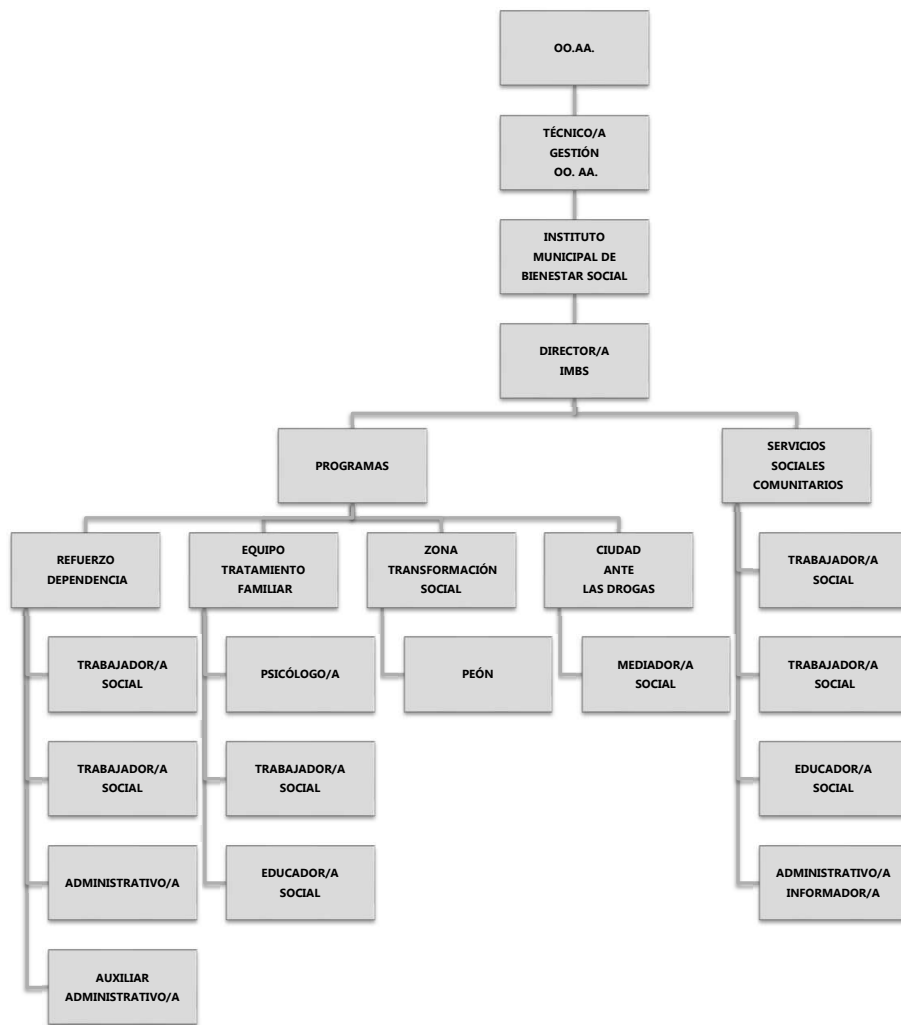 OO.AA.
TÉCNICO/A
GESTIÓN
OO. AA.
INSTITUTO
MUNICIPAL DE
BIENESTAR SOCIAL
DIRECTOR/A
IMBS
PROGRAMAS
SERVICIOS
SOCIALES
COMUNITARIOS
REFUERZO
DEPENDENCIA
EQUIPO
TRATAMIENTO
FAMILIAR
ZONA
TRANSFORMACIÓN
SOCIAL
CIUDAD
ANTE
LAS DROGAS
TRABAJADOR/A
SOCIAL
TRABAJADOR/A
SOCIAL
PSICÓLOGO/A
PEÓN
MEDIADOR/A
SOCIAL
TRABAJADOR/A
SOCIAL
TRABAJADOR/A
SOCIAL
TRABAJADOR/A
SOCIAL
EDUCADOR/A
SOCIAL
ADMINISTRATIVO/A
EDUCADOR/A
SOCIAL
ADMINISTRATIVO/A
INFORMADOR/A
AUXILIAR
ADMINISTRATIVO/A